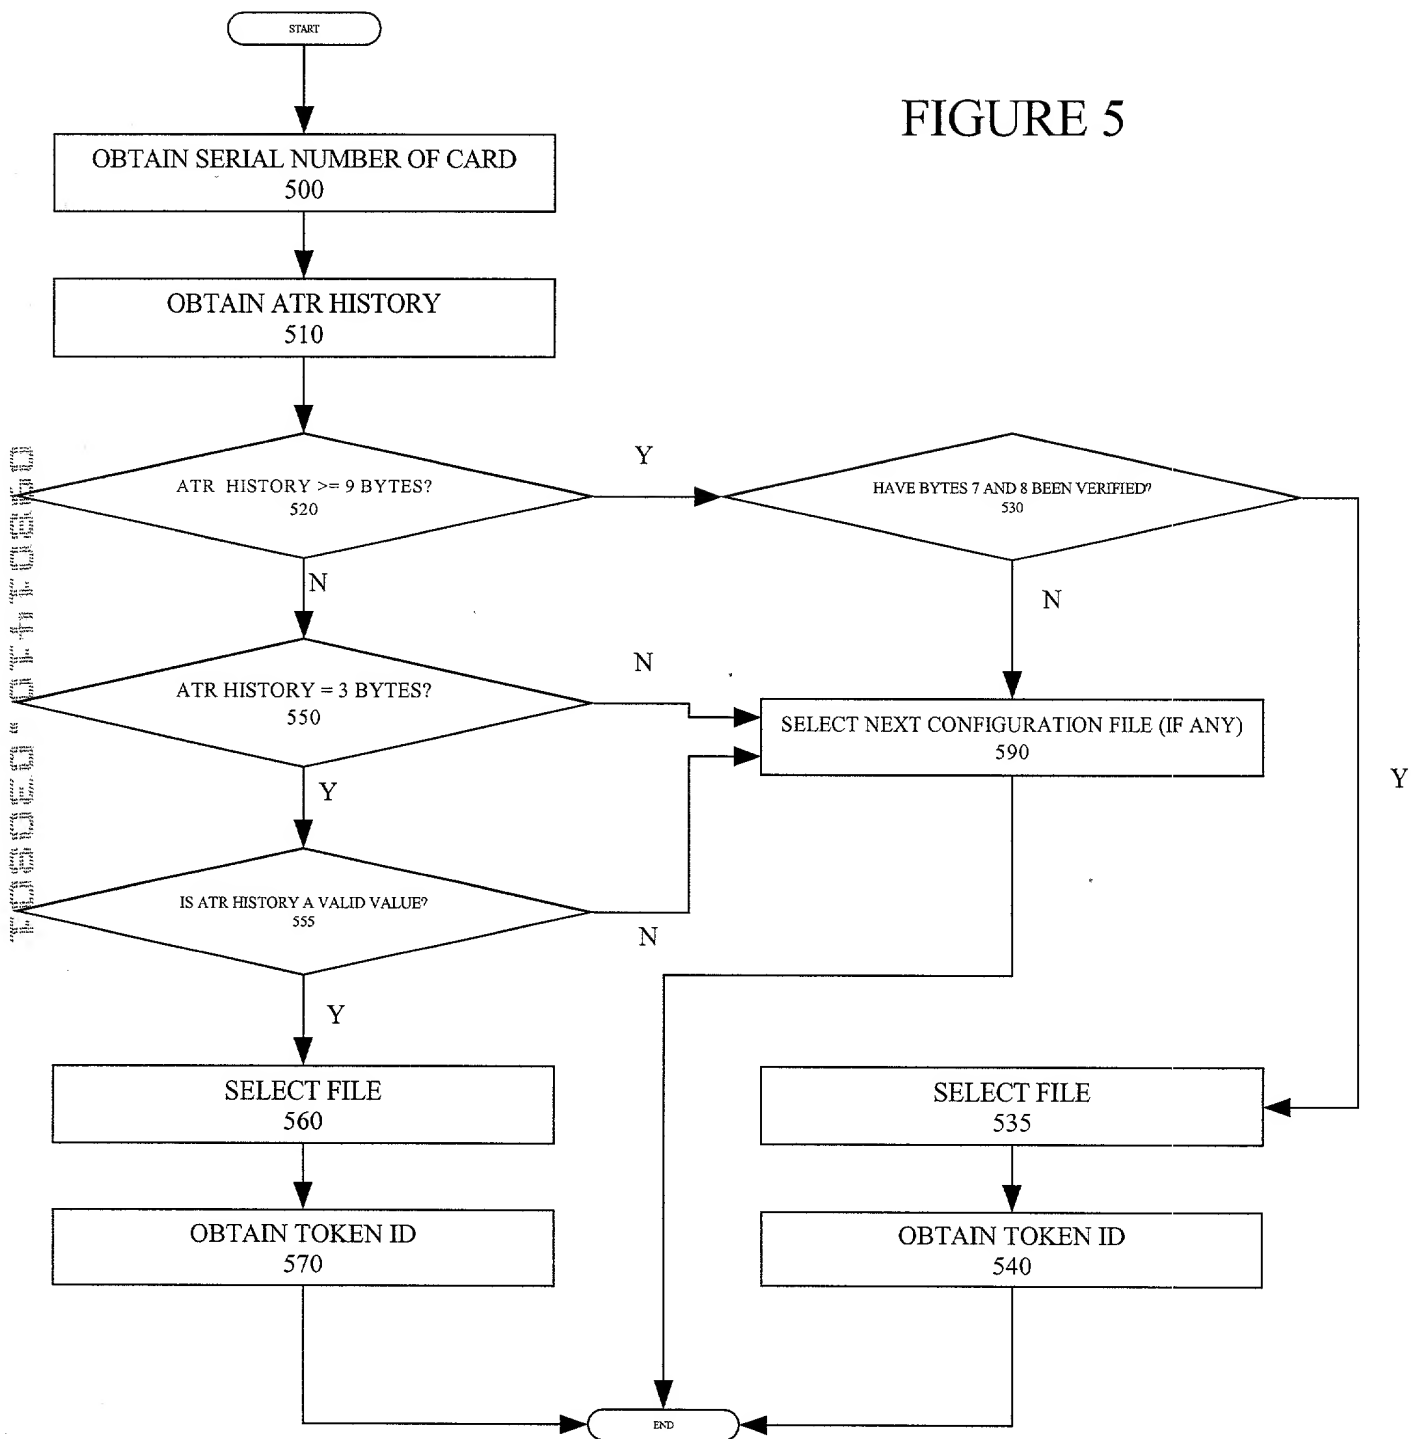 START
FIGURE 5
OBTAIN SERIAL NUMBER OF CARD
500
OBTAIN ATR HISTORY
510
ATR HISTORY >= 9 BYTES?
520
Y
HAVE BYTES 7 AND 8 BEEN VERIFIED?
530
N
N
ATR HISTORY = 3 BYTES?
550
N
SELECT NEXT CONFIGURATION FILE (IF ANY)
590
Y
Y
IS ATR HISTORY A VALID VALUE?
555
N
Y
SELECT FILE
560
SELECT FILE
535
OBTAIN TOKEN ID
570
OBTAIN TOKEN ID
540
END